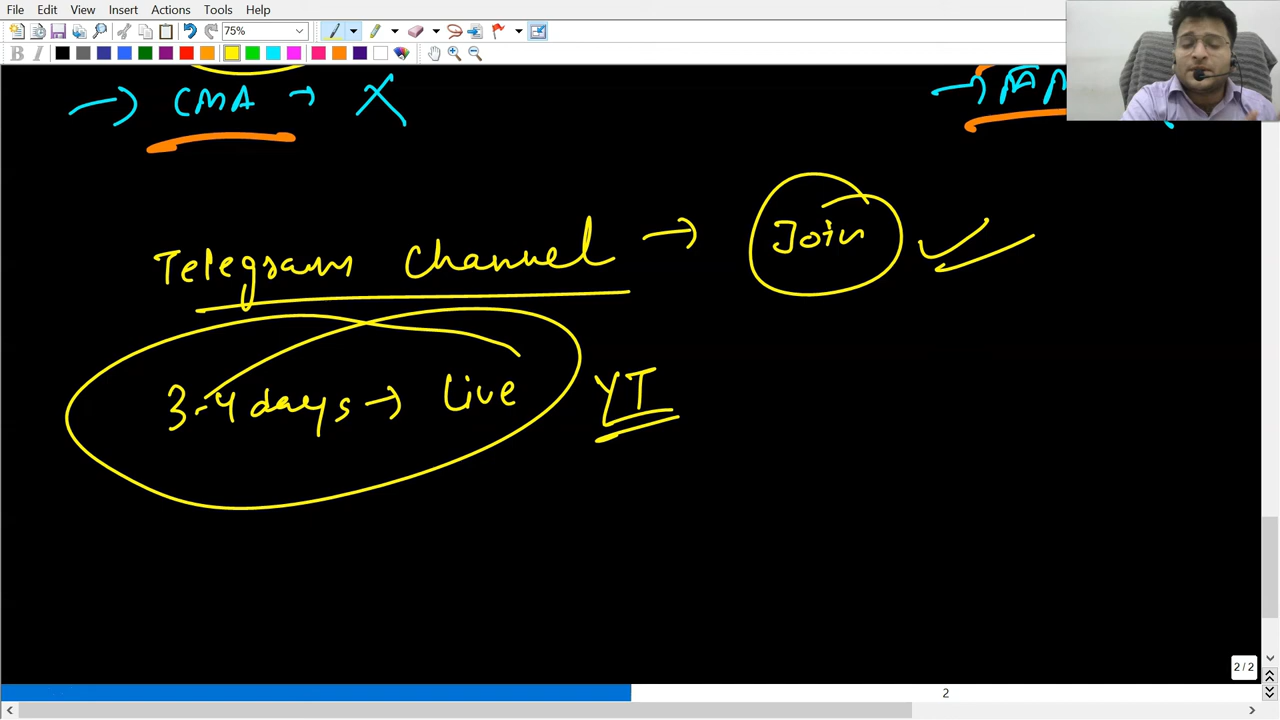 File Edit View Insert Actions Tools Help
75%
B I
→ CMA → X
Telegram Channel → Join
3-4 days → Live YT
2 / 2
2